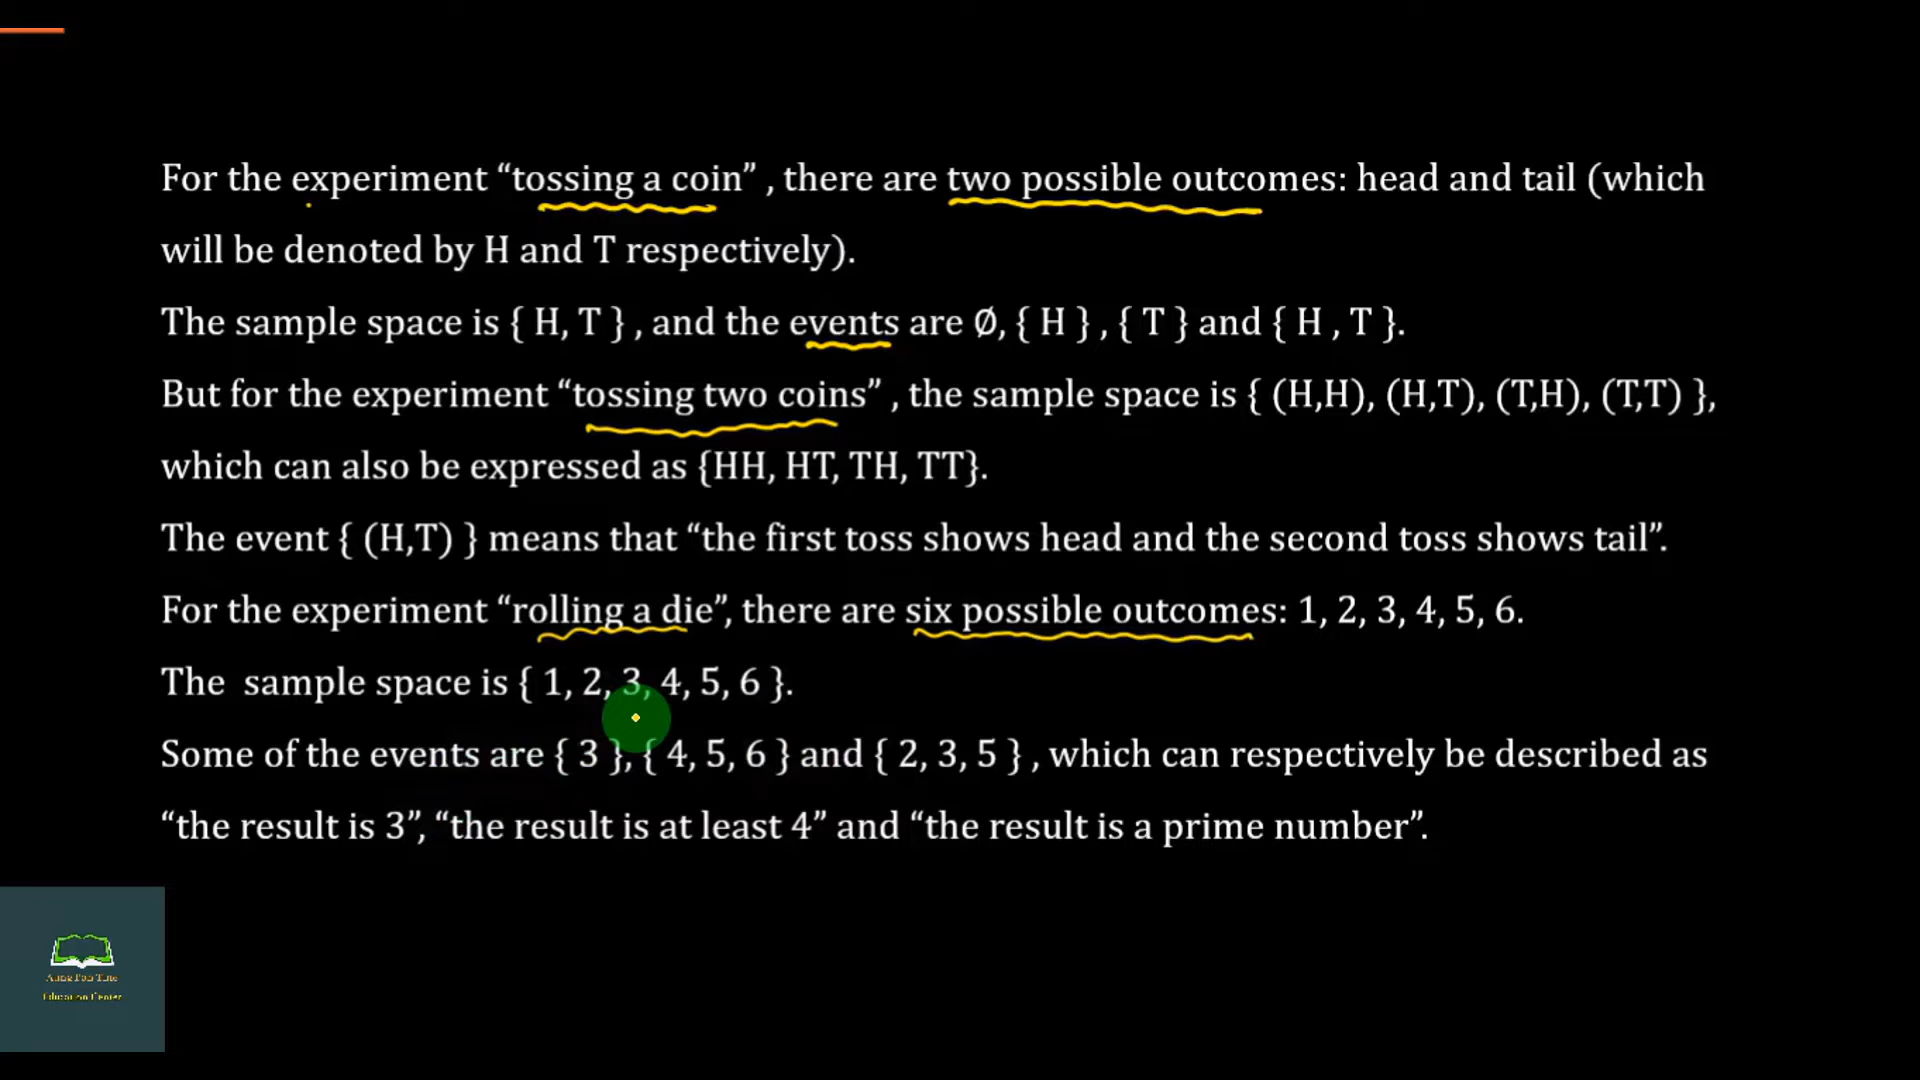 For the experiment “tossing a coin” , there are two possible outcomes: head and tail (which
will be denoted by H and T respectively).
The sample space is { H, T } , and the events are Ø, { H } , { T } and { H , T }.
But for the experiment “tossing two coins” , the sample space is { (H,H), (H,T), (T,H), (T,T) },
which can also be expressed as {HH, HT, TH, TT}.
The event { (H,T) } means that “the first toss shows head and the second toss shows tail”.
For the experiment “rolling a die”, there are six possible outcomes: 1, 2, 3, 4, 5, 6.
The sample space is { 1, 2, 3, 4, 5, 6 }.
Some of the events are { 3 }, { 4, 5, 6 } and { 2, 3, 5 } , which can respectively be described as
“the result is 3”, “the result is at least 4” and “the result is a prime number”.
Education Center